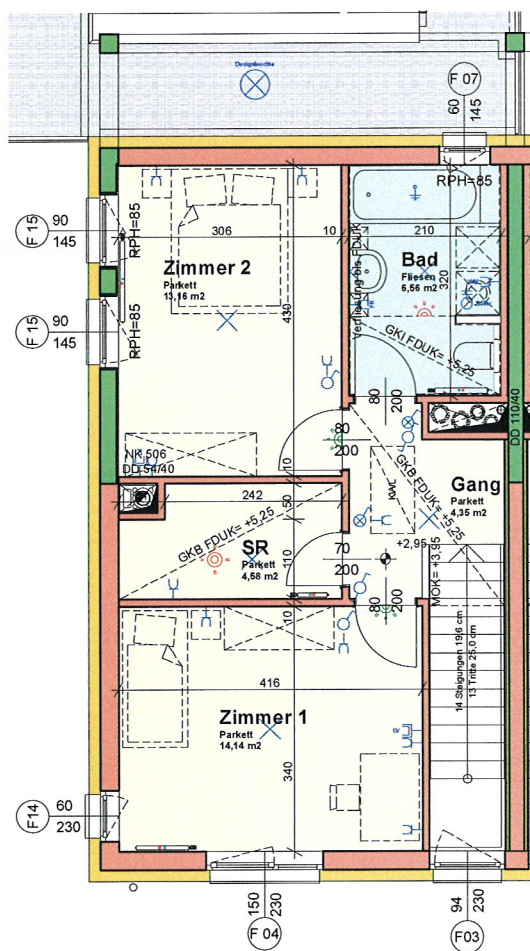 Designleuchte
F 07
60
145
RPH=85
F 15
90
145
RPH=85
306
10
210
Zimmer 2
Parkett
13,16 m2
430
Verfliesung bis FDUK
Bad
Fliesen
6,56 m2
320
F 15
90
145
RPH=85
GKI FDUK= +5,25
80
200
80
200
DD 110/40
NK 506
DD 54/40
10
KWL
Gang
Parkett
4,35 m2
GKB FDUK= +5,25
242
50
GKB FDUK= +5,25
SR
Parkett
4,58 m2
110
70
200
+2,95
MOK= +3,95
10
80
200
14 Steigungen 19,6 cm
13 Tritte 25,0 cm
416
Zimmer 1
Parkett
14,14 m2
340
F14
60
230
150
230
F 04
94
230
F03